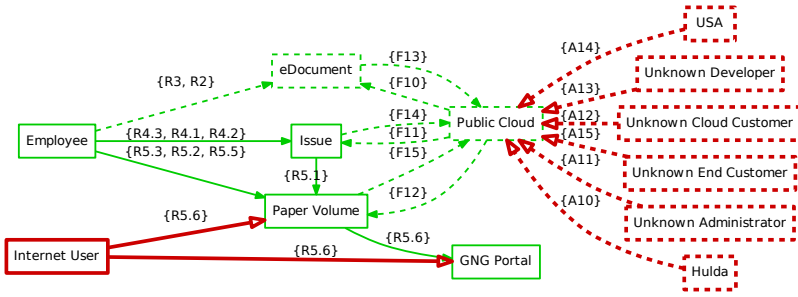 USA
{F13}
{A14}
eDocument
Unknown Developer
{R3, R2}
{F10}
{A13}
{F14}
{A12}
Public Cloud
Unknown Cloud Customer
{R4.3, R4.1, R4.2}
{F11}
{A15}
Employee
Issue
{R5.3, R5.2, R5.5}
{F15}
{A11}
Unknown End Customer
{R5.1}
{F12}
{A10}
Paper Volume
{R5.6}
Unknown Administrator
{R5.6}
{R5.6}
Internet User
GNG Portal
Hulda